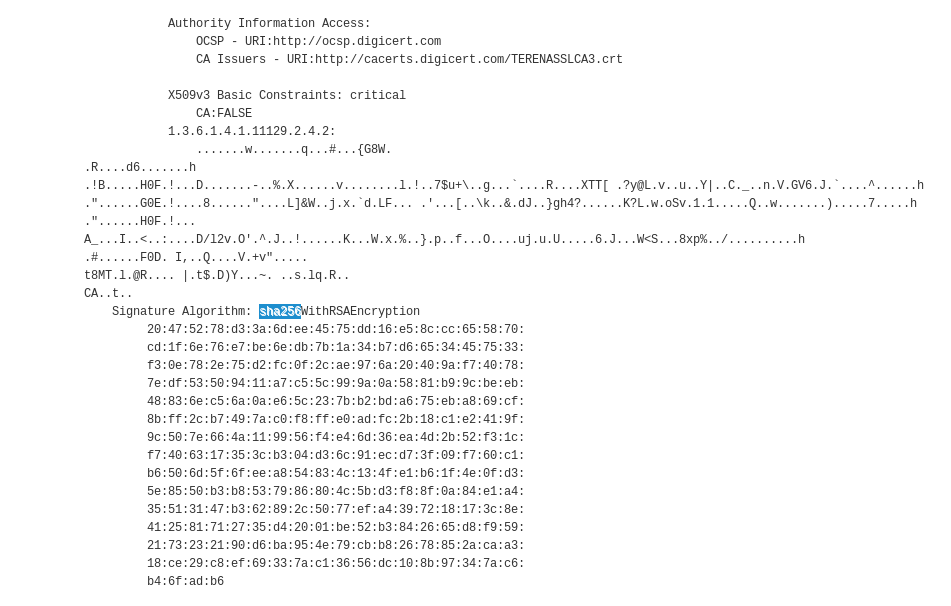 Authority Information Access:
OCSP - URI:http://ocsp.digicert.com
CA Issuers - URI:http://cacerts.digicert.com/TERENASSLCA3.crt
X509v3 Basic Constraints: critical
CA:FALSE
1.3.6.1.4.1.11129.2.4.2:
.......w.......q...#...{G8W.
.R....d6.......h
.!B.....H0F.!...D.......-..%.X......v........l.!..7$u+\..g...`....R....XTT[ .?y@L.v..u..Y|..C._..n.V.GV6.J.`....^......h
."......G0E.!....8......"....L]&W..j.x.`d.LF... .'...[..\k..&.dJ..}gh4?......K?L.w.oSv.1.1.....Q..w.......).....7.....h
."......H0F.!...
A_...I..<..:....D/l2v.O'.^.J..!......K...W.x.%..}.p..f...O....uj.u.U.....6.J...W<S...8xp%../..........h
.#......F0D. I,..Q....V.+v".....
t8MT.l.@R.... |.t$.D)Y...~. ..s.lq.R..
CA..t..
Signature Algorithm: sha256WithRSAEncryption
20:47:52:78:d3:3a:6d:ee:45:75:dd:16:e5:8c:cc:65:58:70:
cd:1f:6e:76:e7:be:6e:db:7b:1a:34:b7:d6:65:34:45:75:33:
f3:0e:78:2e:75:d2:fc:0f:2c:ae:97:6a:20:40:9a:f7:40:78:
7e:df:53:50:94:11:a7:c5:5c:99:9a:0a:58:81:b9:9c:be:eb:
48:83:6e:c5:6a:0a:e6:5c:23:7b:b2:bd:a6:75:eb:a8:69:cf:
8b:ff:2c:b7:49:7a:c0:f8:ff:e0:ad:fc:2b:18:c1:e2:41:9f:
9c:50:7e:66:4a:11:99:56:f4:e4:6d:36:ea:4d:2b:52:f3:1c:
f7:40:63:17:35:3c:b3:04:d3:6c:91:ec:d7:3f:09:f7:60:c1:
b6:50:6d:5f:6f:ee:a8:54:83:4c:13:4f:e1:b6:1f:4e:0f:d3:
5e:85:50:b3:b8:53:79:86:80:4c:5b:d3:f8:8f:0a:84:e1:a4:
35:51:31:47:b3:62:89:2c:50:77:ef:a4:39:72:18:17:3c:8e:
41:25:81:71:27:35:d4:20:01:be:52:b3:84:26:65:d8:f9:59:
21:73:23:21:90:d6:ba:95:4e:79:cb:b8:26:78:85:2a:ca:a3:
18:ce:29:c8:ef:69:33:7a:c1:36:56:dc:10:8b:97:34:7a:c6:
b4:6f:ad:b6